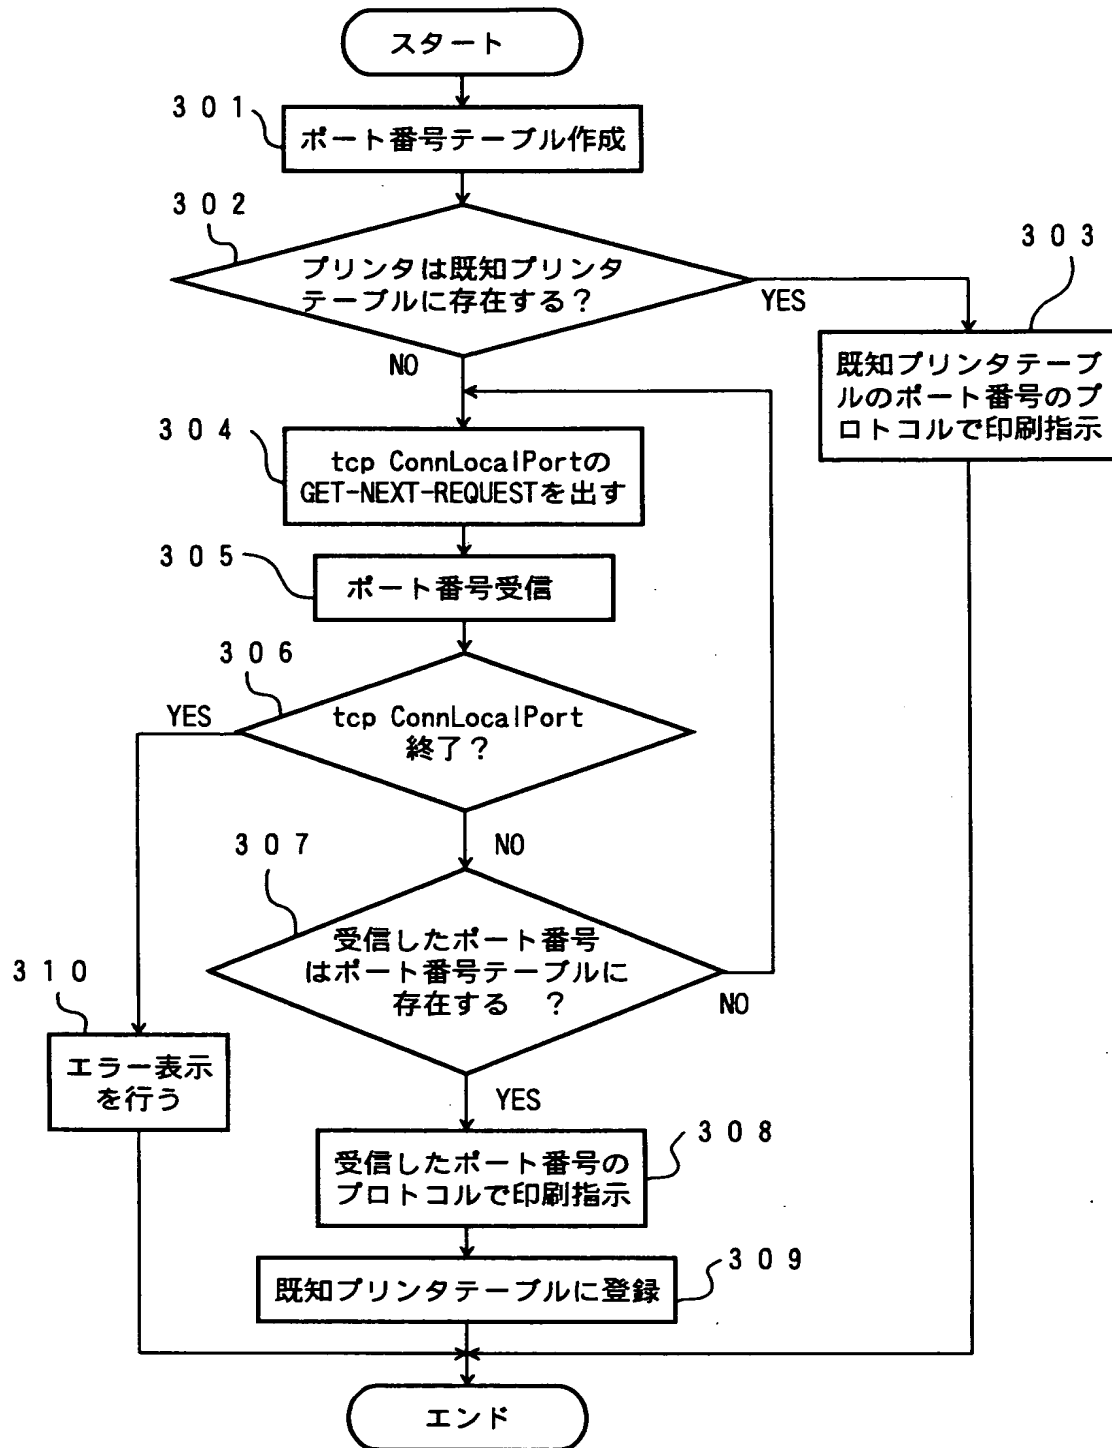 スタート
301
ポート番号テーブル作成
302
プリンタは既知プリンタ
テーブルに存在する?
YES
NO
303
既知プリンタテーブ
ルのポート番号のプ
ロトコルで印刷指示
304
tcp ConnLocalPortの
GET-NEXT-REQUESTを出す
305
ポート番号受信
306
tcp ConnLocalPort
終了?
YES
NO
307
受信したポート番号
はポート番号テーブルに
存在する ?
NO
YES
310
エラー表示
を行う
308
受信したポート番号の
プロトコルで印刷指示
309
既知プリンタテーブルに登録
エンド